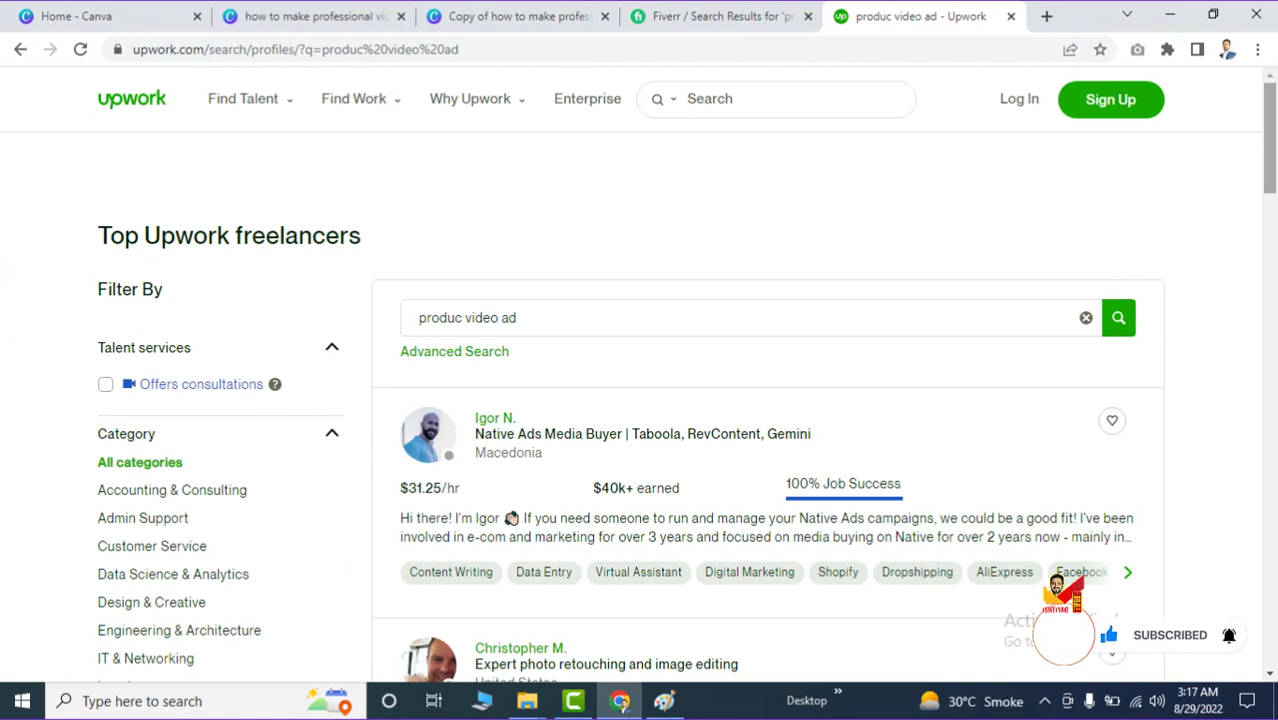 Home - Canva
how to make professional vi
Copy of how to make profes
Fiverr / Search Results for 'pr
up
produc video ad - Upwork
upwork.com/search/profiles/?q=produc%20video%20ad
upwork
Find Talent
Find Work
Why Upwork
Enterprise
Search
Log In
Sign Up
Top Upwork freelancers
Filter By
produc video ad
Talent services
Advanced Search
Offers consultations
Igor N.
Category
Native Ads Media Buyer | Taboola, RevContent, Gemini
Macedonia
All categories
$31.25/hr
$40k+ earned
100% Job Success
Accounting & Consulting
Admin Support
Hi there! I'm Igor 👋🏻 If you need someone to run and manage your Native Ads campaigns, we could be a good fit! I've been
involved in e-com and marketing for over 3 years and focused on media buying on Native for over 2 years now - mainly in...
Customer Service
Content Writing
Data Entry
Virtual Assistant
Digital Marketing
Shopify
Dropshipping
AliExpress
Facebook
Data Science & Analytics
Design & Creative
Engineering & Architecture
SUBSCRIBED
Christopher M.
IT & Networking
Expert photo retouching and image editing
Type here to search
Desktop
30°C Smoke
3:17 AM
8/29/2022